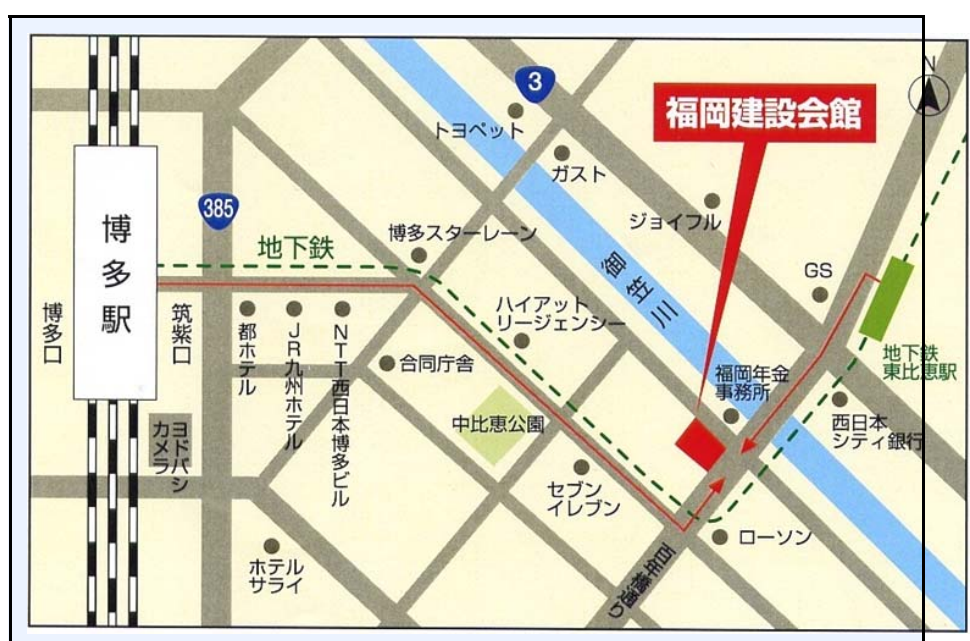 N
3
福岡建設会館
トヨペット
ガスト
ジョイフル
385
博多スターレーン
地下鉄
御笠川
GS
博多駅
博多口
筑紫口
都ホテル
JR九州ホテル
NTT西日本博多ビル
ハイアット
リージェンシー
合同庁舎
中比恵公園
福岡年金
事務所
地下鉄
東比恵駅
西日本
シティ銀行
ヨドバシ
カメラ
セブン
イレブン
ローソン
ホテル
サライ
百年橋通り